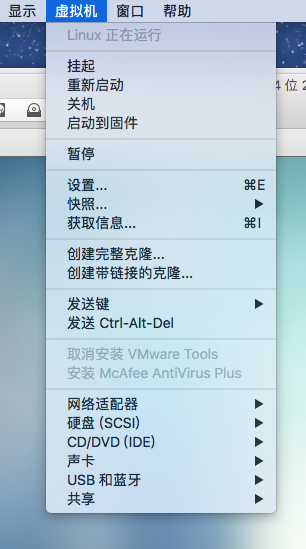 显示 虚拟机 窗口 帮助
Linux 正在运行
4 位 2
挂起
重新启动
关机
启动到固件
暂停
设置... ⌘E
快照... ▶
获取信息... ⌘I
创建完整克隆...
创建带链接的克隆...
发送键 ▶
发送 Ctrl-Alt-Del
取消安装 VMware Tools
安装 McAfee AntiVirus Plus
网络适配器 ▶
硬盘 (SCSI) ▶
CD/DVD (IDE) ▶
声卡 ▶
USB 和蓝牙 ▶
共享 ▶